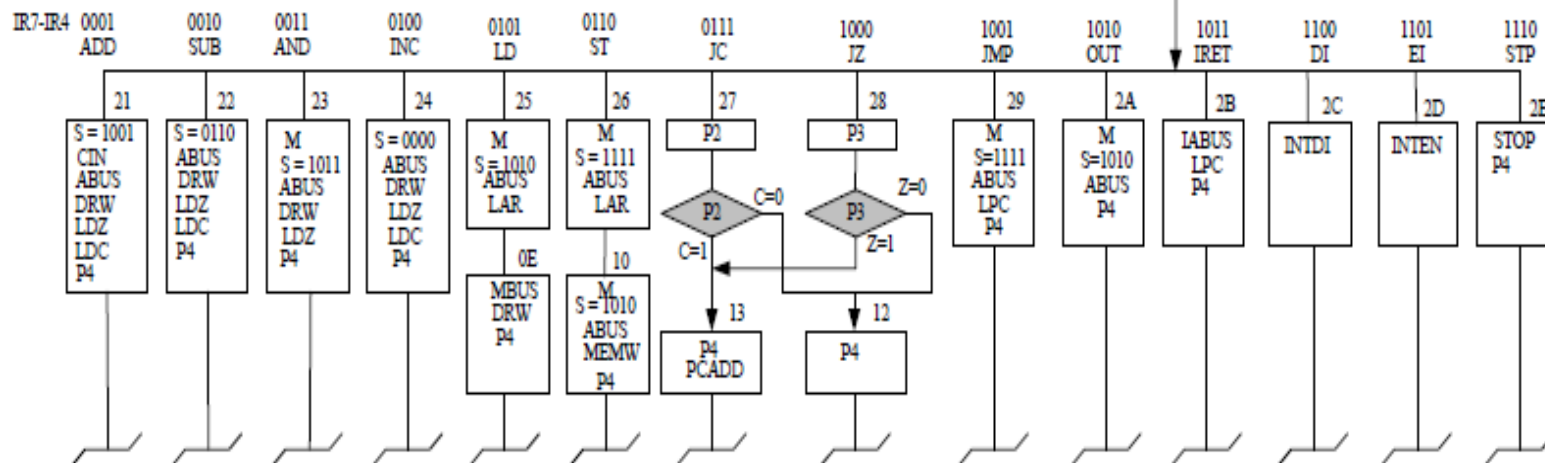 IR7-IR4 0001 0010 0011 0100 0101 0110 0111 1000 1001 1010 1011 1100 1101 1110
ADD SUB AND INC LD ST JC JZ JMP OUT IRET DI EI STP
21 22 23 24 25 26 27 28 29 2A 2B 2C 2D 2E
S = 1001
CIN
ABUS
DRW
LDZ
LDC
P4
S = 0110
ABUS
DRW
LDZ
LDC
P4
M
S = 1011
ABUS
DRW
LDZ
P4
S = 0000
ABUS
DRW
LDZ
LDC
P4
M
S = 1010
ABUS
LAR
0E
MBUS
DRW
P4
M
S = 1111
ABUS
LAR
10
M
S = 1010
ABUS
MEMW
P4
P2
P2
C=0
C=1
13
P4
PCADD
P3
P3
Z=0
Z=1
12
P4
M
S=1111
ABUS
LPC
P4
M
S=1010
ABUS
P4
IABUS
LPC
P4
INTDI
INTEN
STOP
P4